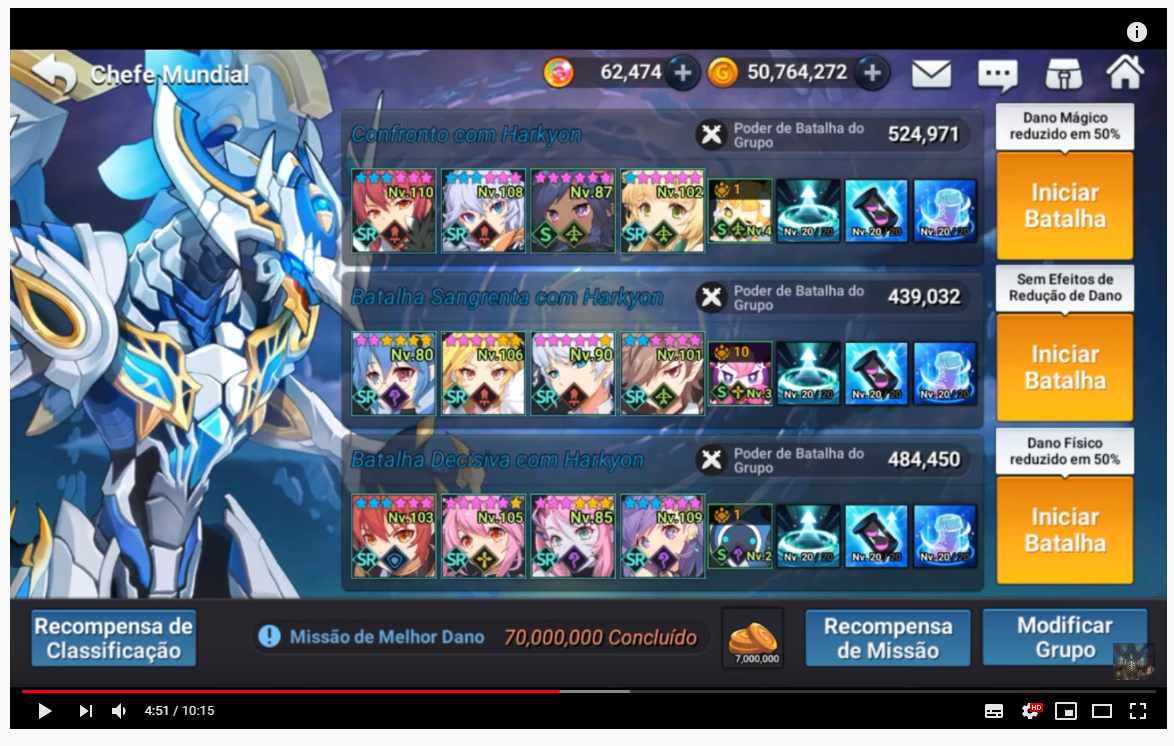 Chefe Mundial
62,474
50,764,272
Confronto com Harkyon
Poder de Batalha do
Grupo
524,971
Dano Mágico
reduzido em 50%
Iniciar
Batalha
Nv.110
Nv.108
Nv.87
Nv.102
1
SR
SR
S
SR
S
Nv.4
Nv.20/20
Nv.20/20
Nv.20/20
Batalha Sangrenta com Harkyon
Poder de Batalha do
Grupo
439,032
Sem Efeitos de
Redução de Dano
Iniciar
Batalha
Nv.80
Nv.106
Nv.90
Nv.101
10
SR
SR
SR
SR
S
Nv.3
Nv.20/20
Nv.20/20
Nv.20/20
Batalha Decisiva com Harkyon
Poder de Batalha do
Grupo
484,450
Dano Físico
reduzido em 50%
Iniciar
Batalha
Nv.103
Nv.105
Nv.85
Nv.109
1
SR
SR
SR
SR
S
Nv.2
Nv.20/20
Nv.20/20
Nv.20/20
Recompensa de
Classificação
Missão de Melhor Dano
70,000,000 Concluído
7,000,000
Recompensa
de Missão
Modificar
Grupo
4:51 / 10:15
HD